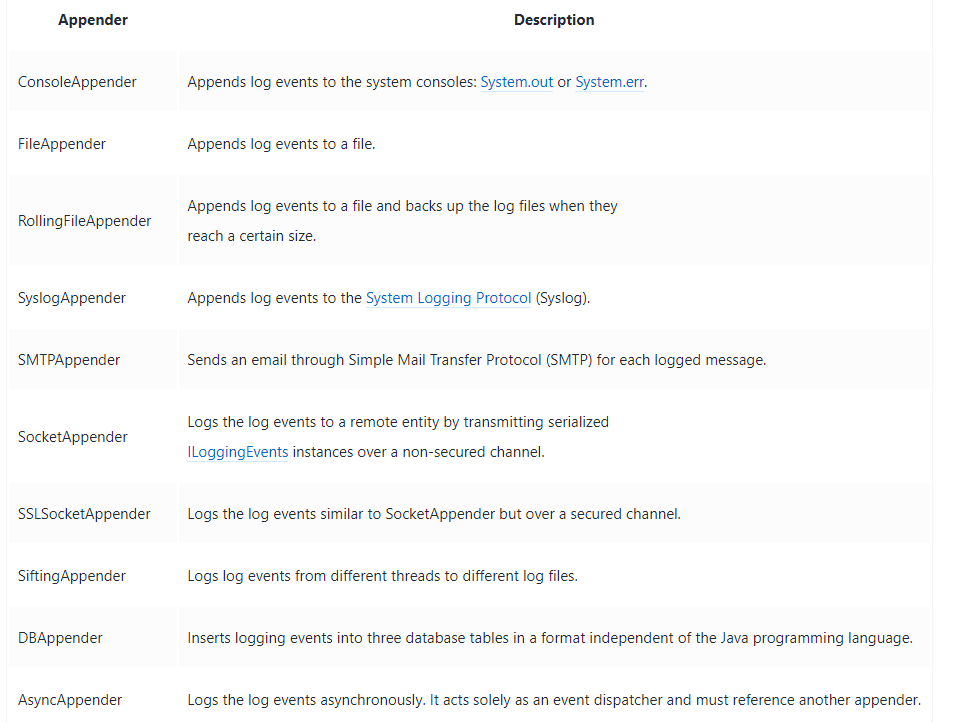 Appender Description
ConsoleAppender Appends log events to the system consoles: System.out or System.err.
FileAppender Appends log events to a file.
RollingFileAppender Appends log events to a file and backs up the log files when they
reach a certain size.
SyslogAppender Appends log events to the System Logging Protocol (Syslog).
SMTPAppender Sends an email through Simple Mail Transfer Protocol (SMTP) for each logged message.
SocketAppender Logs the log events to a remote entity by transmitting serialized
ILoggingEvents instances over a non-secured channel.
SSLSocketAppender Logs the log events similar to SocketAppender but over a secured channel.
SiftingAppender Logs log events from different threads to different log files.
DBAppender Inserts logging events into three database tables in a format independent of the Java programming language.
AsyncAppender Logs the log events asynchronously. It acts solely as an event dispatcher and must reference another appender.